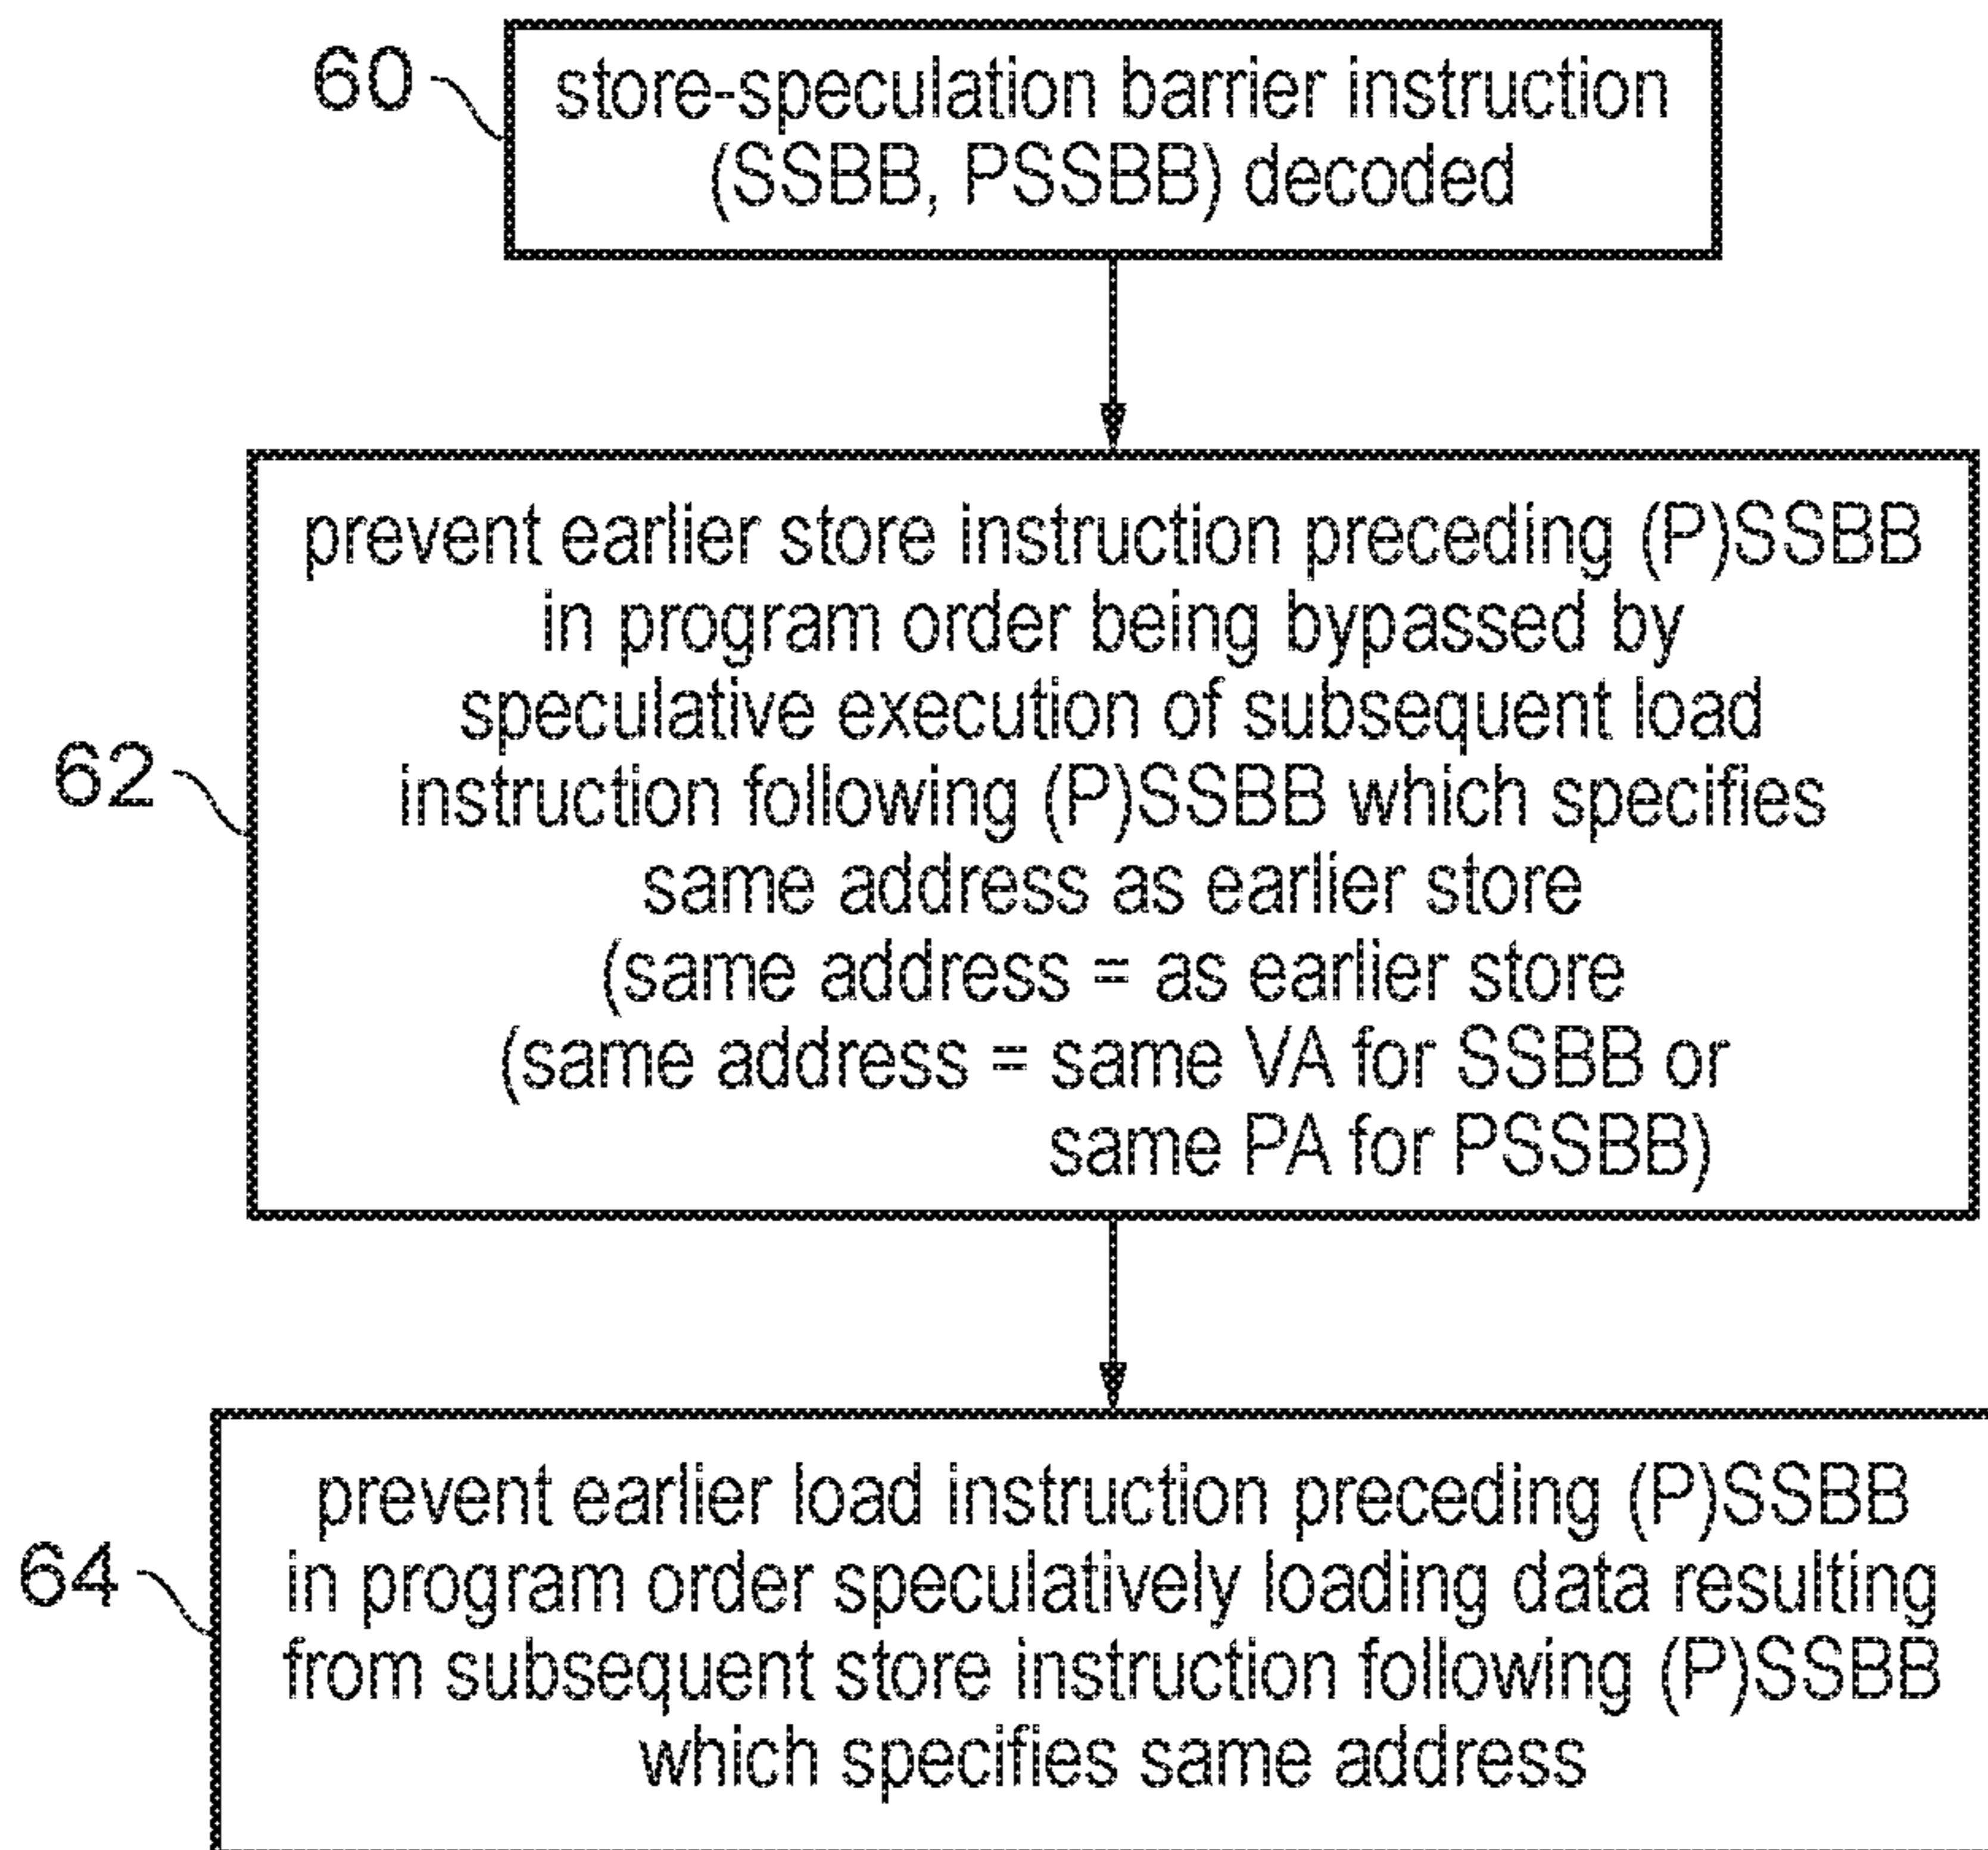 60
store-speculation barrier instruction
(SSBB, PSSBB) decoded
62
prevent earlier store instruction preceding (P)SSBB
in program order being bypassed by
speculative execution of subsequent load
instruction following (P)SSBB which specifies
same address as earlier store
(same address = as earlier store
(same address = same VA for SSBB or
same PA for PSSBB)
64
prevent earlier load instruction preceding (P)SSBB
in program order speculatively loading data resulting
from subsequent store instruction following (P)SSBB
which specifies same address